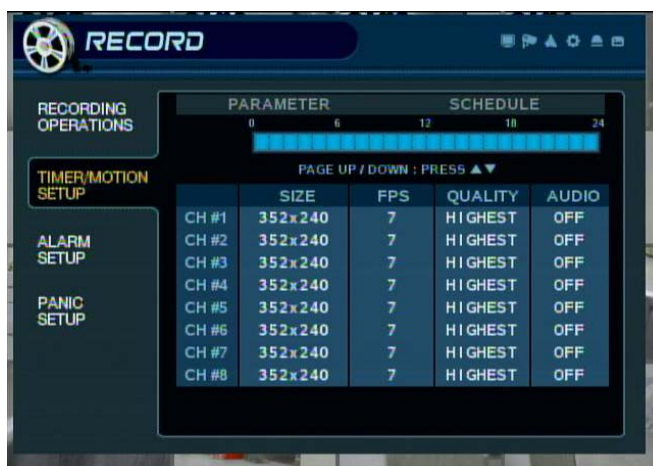 RECORD
RECORDING
OPERATIONS
TIMER/MOTION
SETUP
ALARM
SETUP
PANIC
SETUP
PARAMETER SCHEDULE
0 6 12 18 24
PAGE UP / DOWN : PRESS ▲▼
SIZE FPS QUALITY AUDIO
CH #1 352x240 7 HIGHEST OFF
CH #2 352x240 7 HIGHEST OFF
CH #3 352x240 7 HIGHEST OFF
CH #4 352x240 7 HIGHEST OFF
CH #5 352x240 7 HIGHEST OFF
CH #6 352x240 7 HIGHEST OFF
CH #7 352x240 7 HIGHEST OFF
CH #8 352x240 7 HIGHEST OFF